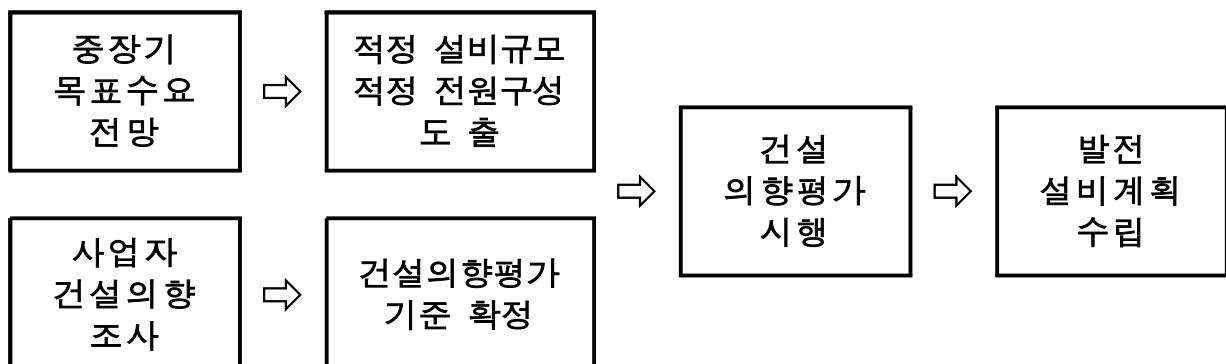 중장기
목표수요
전망
적정 설비규모
적정 전원구성
도 출
사업자
건설의향
조사
건설의향평가
기준 확정
건설
의향평가
시행
발전
설비계획
수립